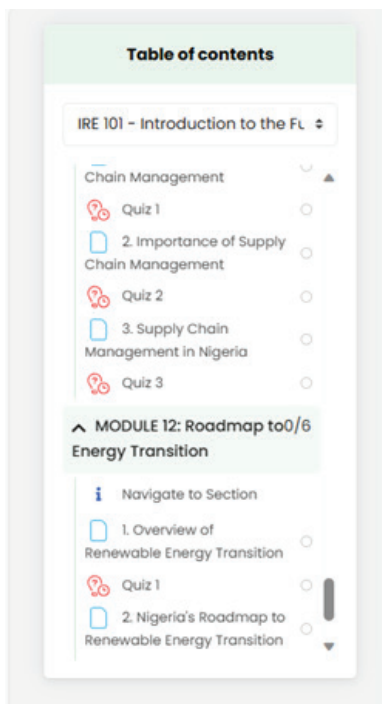 Table of contents
IRE 101 - Introduction to the Fu
Chain Management
Quiz 1
2. Importance of Supply
Chain Management
Quiz 2
3. Supply Chain
Management in Nigeria
Quiz 3
MODULE 12: Roadmap to0/6
Energy Transition
Navigate to Section
1. Overview of
Renewable Energy Transition
Quiz 1
2. Nigeria's Roadmap to
Renewable Energy Transition